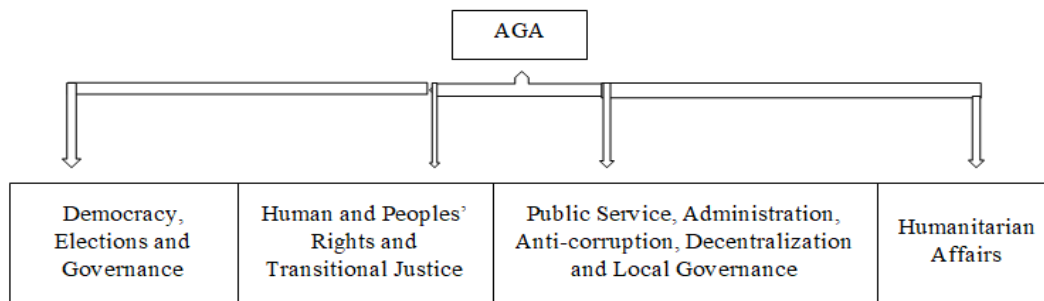 AGA
Democracy,
Elections and
Governance
Human and Peoples’
Rights and
Transitional Justice
Public Service, Administration,
Anti-corruption, Decentralization
and Local Governance
Humanitarian
Affairs